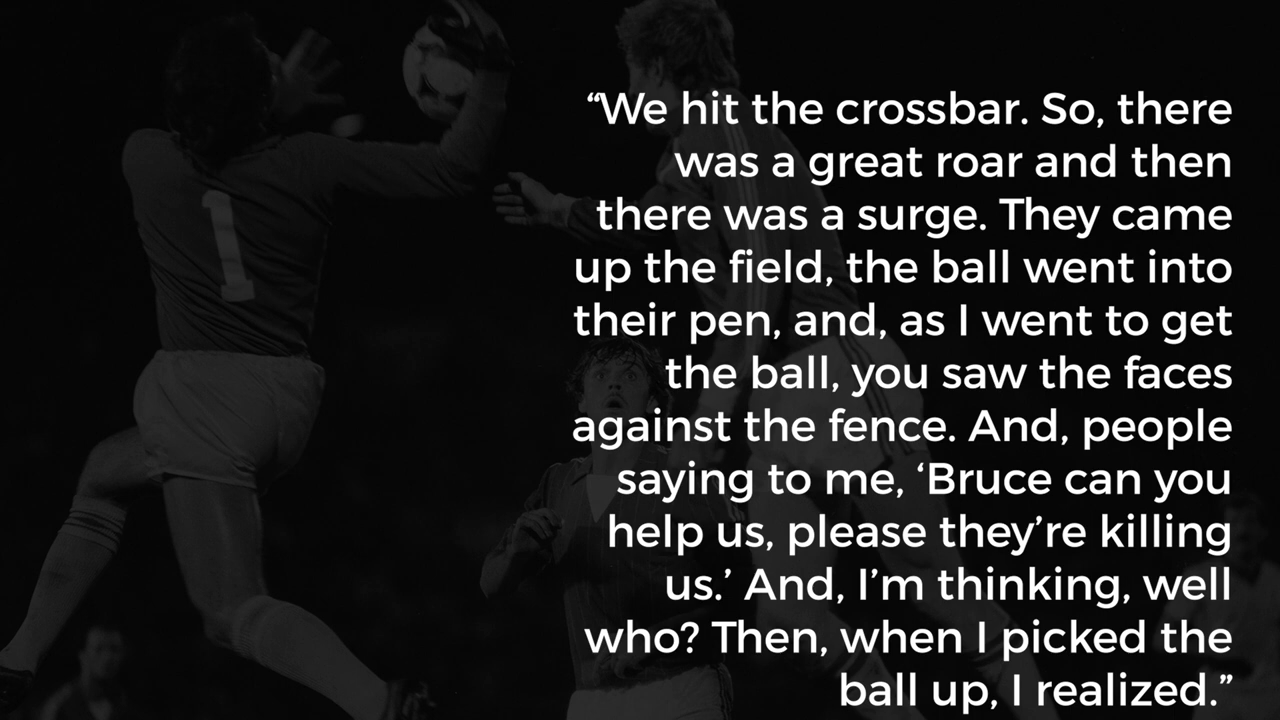 “We hit the crossbar. So, there
was a great roar and then
there was a surge. They came
up the field, the ball went into
their pen, and, as I went to get
the ball, you saw the faces
against the fence. And, people
saying to me, ‘Bruce can you
help us, please they’re killing
us.’ And, I’m thinking, well
who? Then, when I picked the
ball up, I realized.”
1